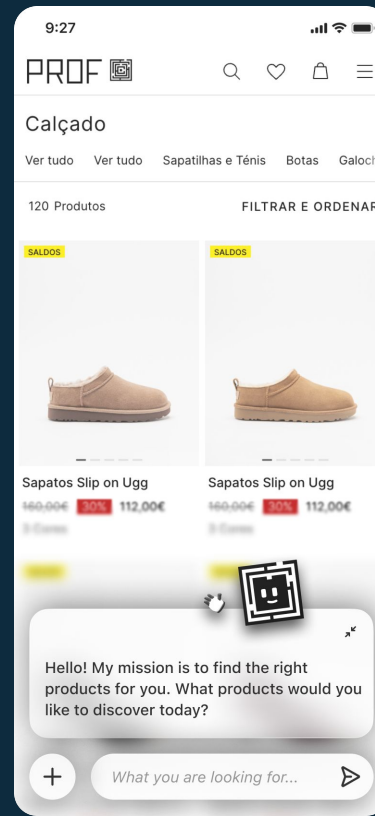 9:27
PROF
Calçado
Ver tudo Ver tudo Sapatilhas e Ténis Botas Galoch
120 Produtos FILTRAR E ORDENAR
SALDOS SALDOS
Sapatos Slip on Ugg Sapatos Slip on Ugg
160,00€ 30% 112,00€ 160,00€ 30% 112,00€
3 Cores 3 Cores
Hello! My mission is to find the right
products for you. What products would you
like to discover today?
What you are looking for...